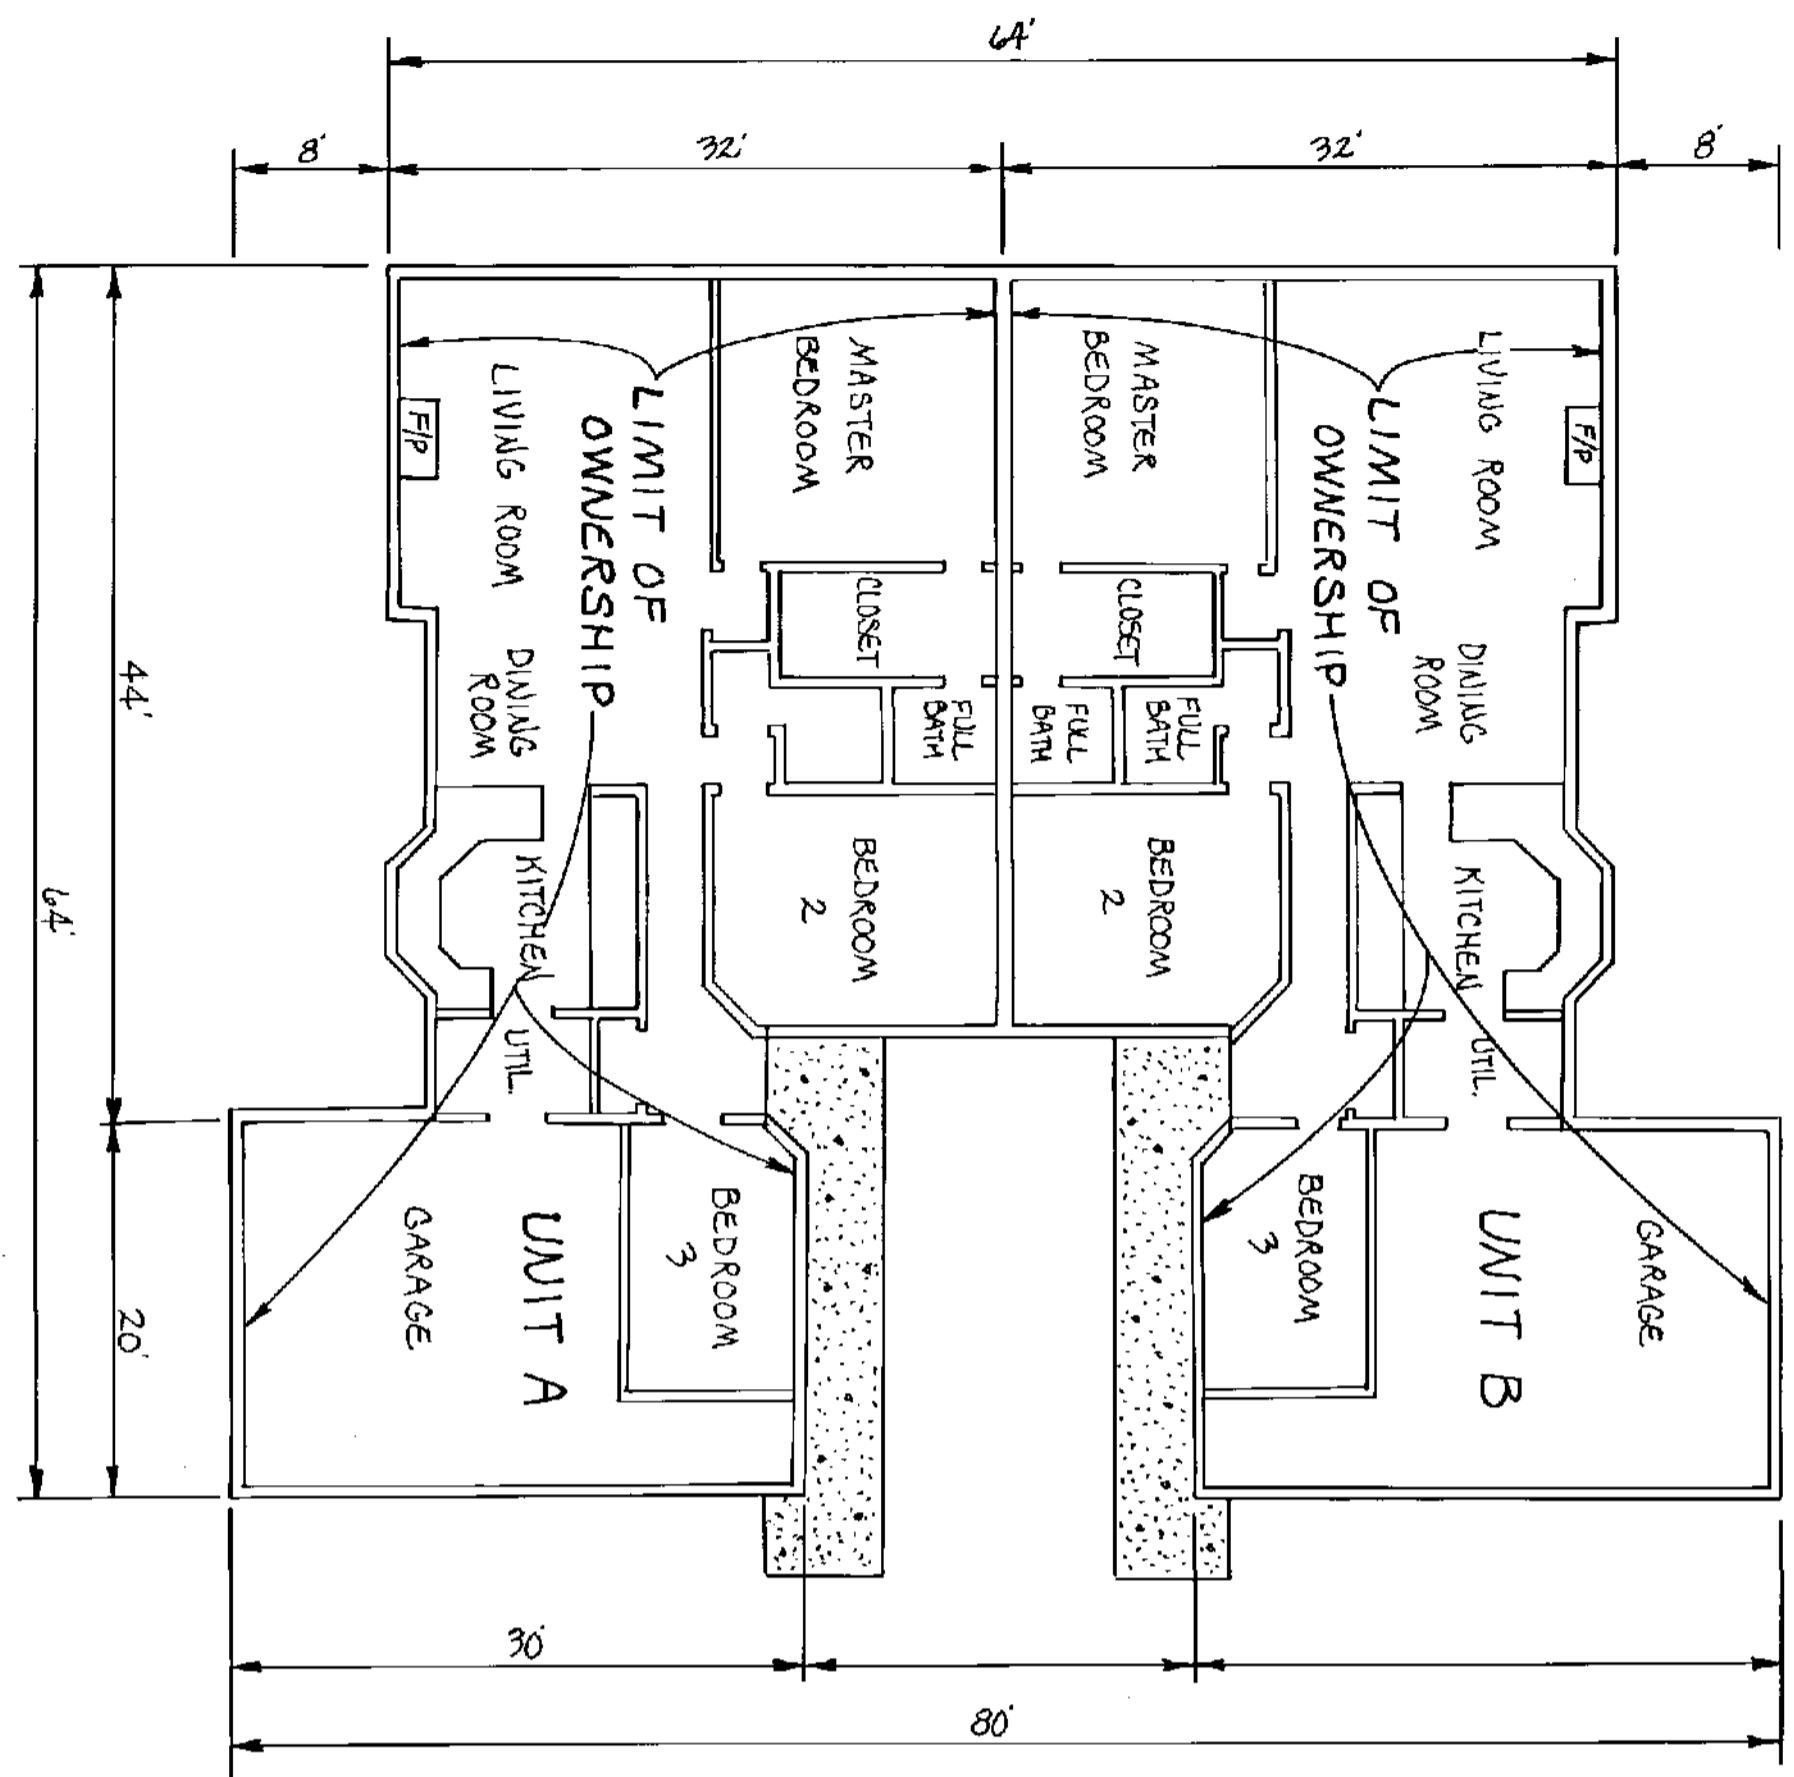 64'
8'
32'
32'
8'
MASTER
BEDROOM
MASTER
BEDROOM
LIVING ROOM
LIVING ROOM
F/P
F/P
LIMIT OF
OWNERSHIP
LIMIT OF
OWNERSHIP
CLOSET
CLOSET
DINING
ROOM
DINING
ROOM
FULL
BATH
FULL
BATH
FULL
BATH
44'
64'
KITCHEN
UTIL.
BEDROOM
2
BEDROOM
2
KITCHEN
UTIL.
20'
GARAGE
UNIT A
BEDROOM
3
BEDROOM
3
UNIT B
GARAGE
30'
80'